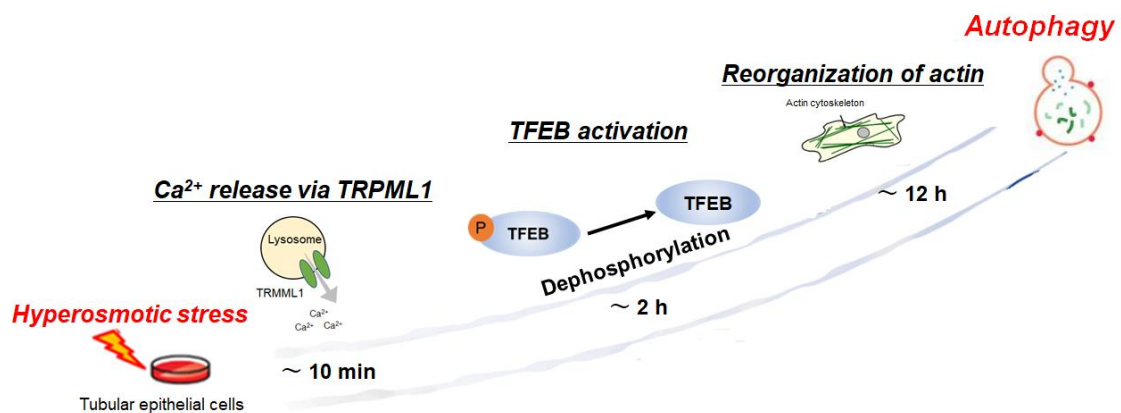 Autophagy
Reorganization of actin
Actin cytoskeleton
TFEB activation
Ca²⁺ release via TRPML1
P
TFEB
TFEB
~ 12 h
Lysosome
Dephosphorylation
TRMML1
Ca²⁺
Ca²⁺ Ca²⁺
~ 2 h
Hyperosmotic stress
~ 10 min
Tubular epithelial cells